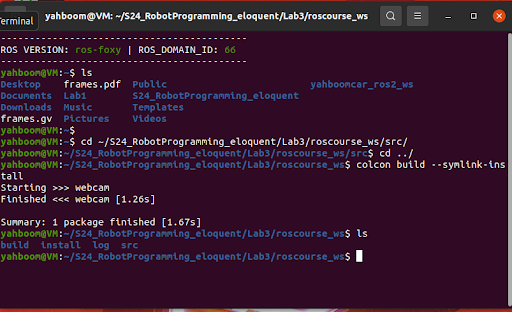 Terminal
yahboom@VM: ~/S24_RobotProgramming_eloquent/Lab3/roscourse_ws
-----------------------------------------
ROS VERSION: ros-foxy | ROS_DOMAIN_ID: 66
-----------------------------------------
yahboom@VM:~$ ls
Desktop frames.pdf Public yahboomcar_ros2_ws
Documents Lab1 S24_RobotProgramming_eloquent
Downloads Music Templates
frames.gv Pictures Videos
yahboom@VM:~$
yahboom@VM:~$ cd ~/S24_RobotProgramming_eloquent/Lab3/roscourse_ws/src/
yahboom@VM:~/S24_RobotProgramming_eloquent/Lab3/roscourse_ws/src$ cd ../
yahboom@VM:~/S24_RobotProgramming_eloquent/Lab3/roscourse_ws$ colcon build --symlink-ins
tall
Starting >>> webcam
Finished <<< webcam [1.26s]
Summary: 1 package finished [1.67s]
yahboom@VM:~/S24_RobotProgramming_eloquent/Lab3/roscourse_ws$ ls
build install log src
yahboom@VM:~/S24_RobotProgramming_eloquent/Lab3/roscourse_ws$